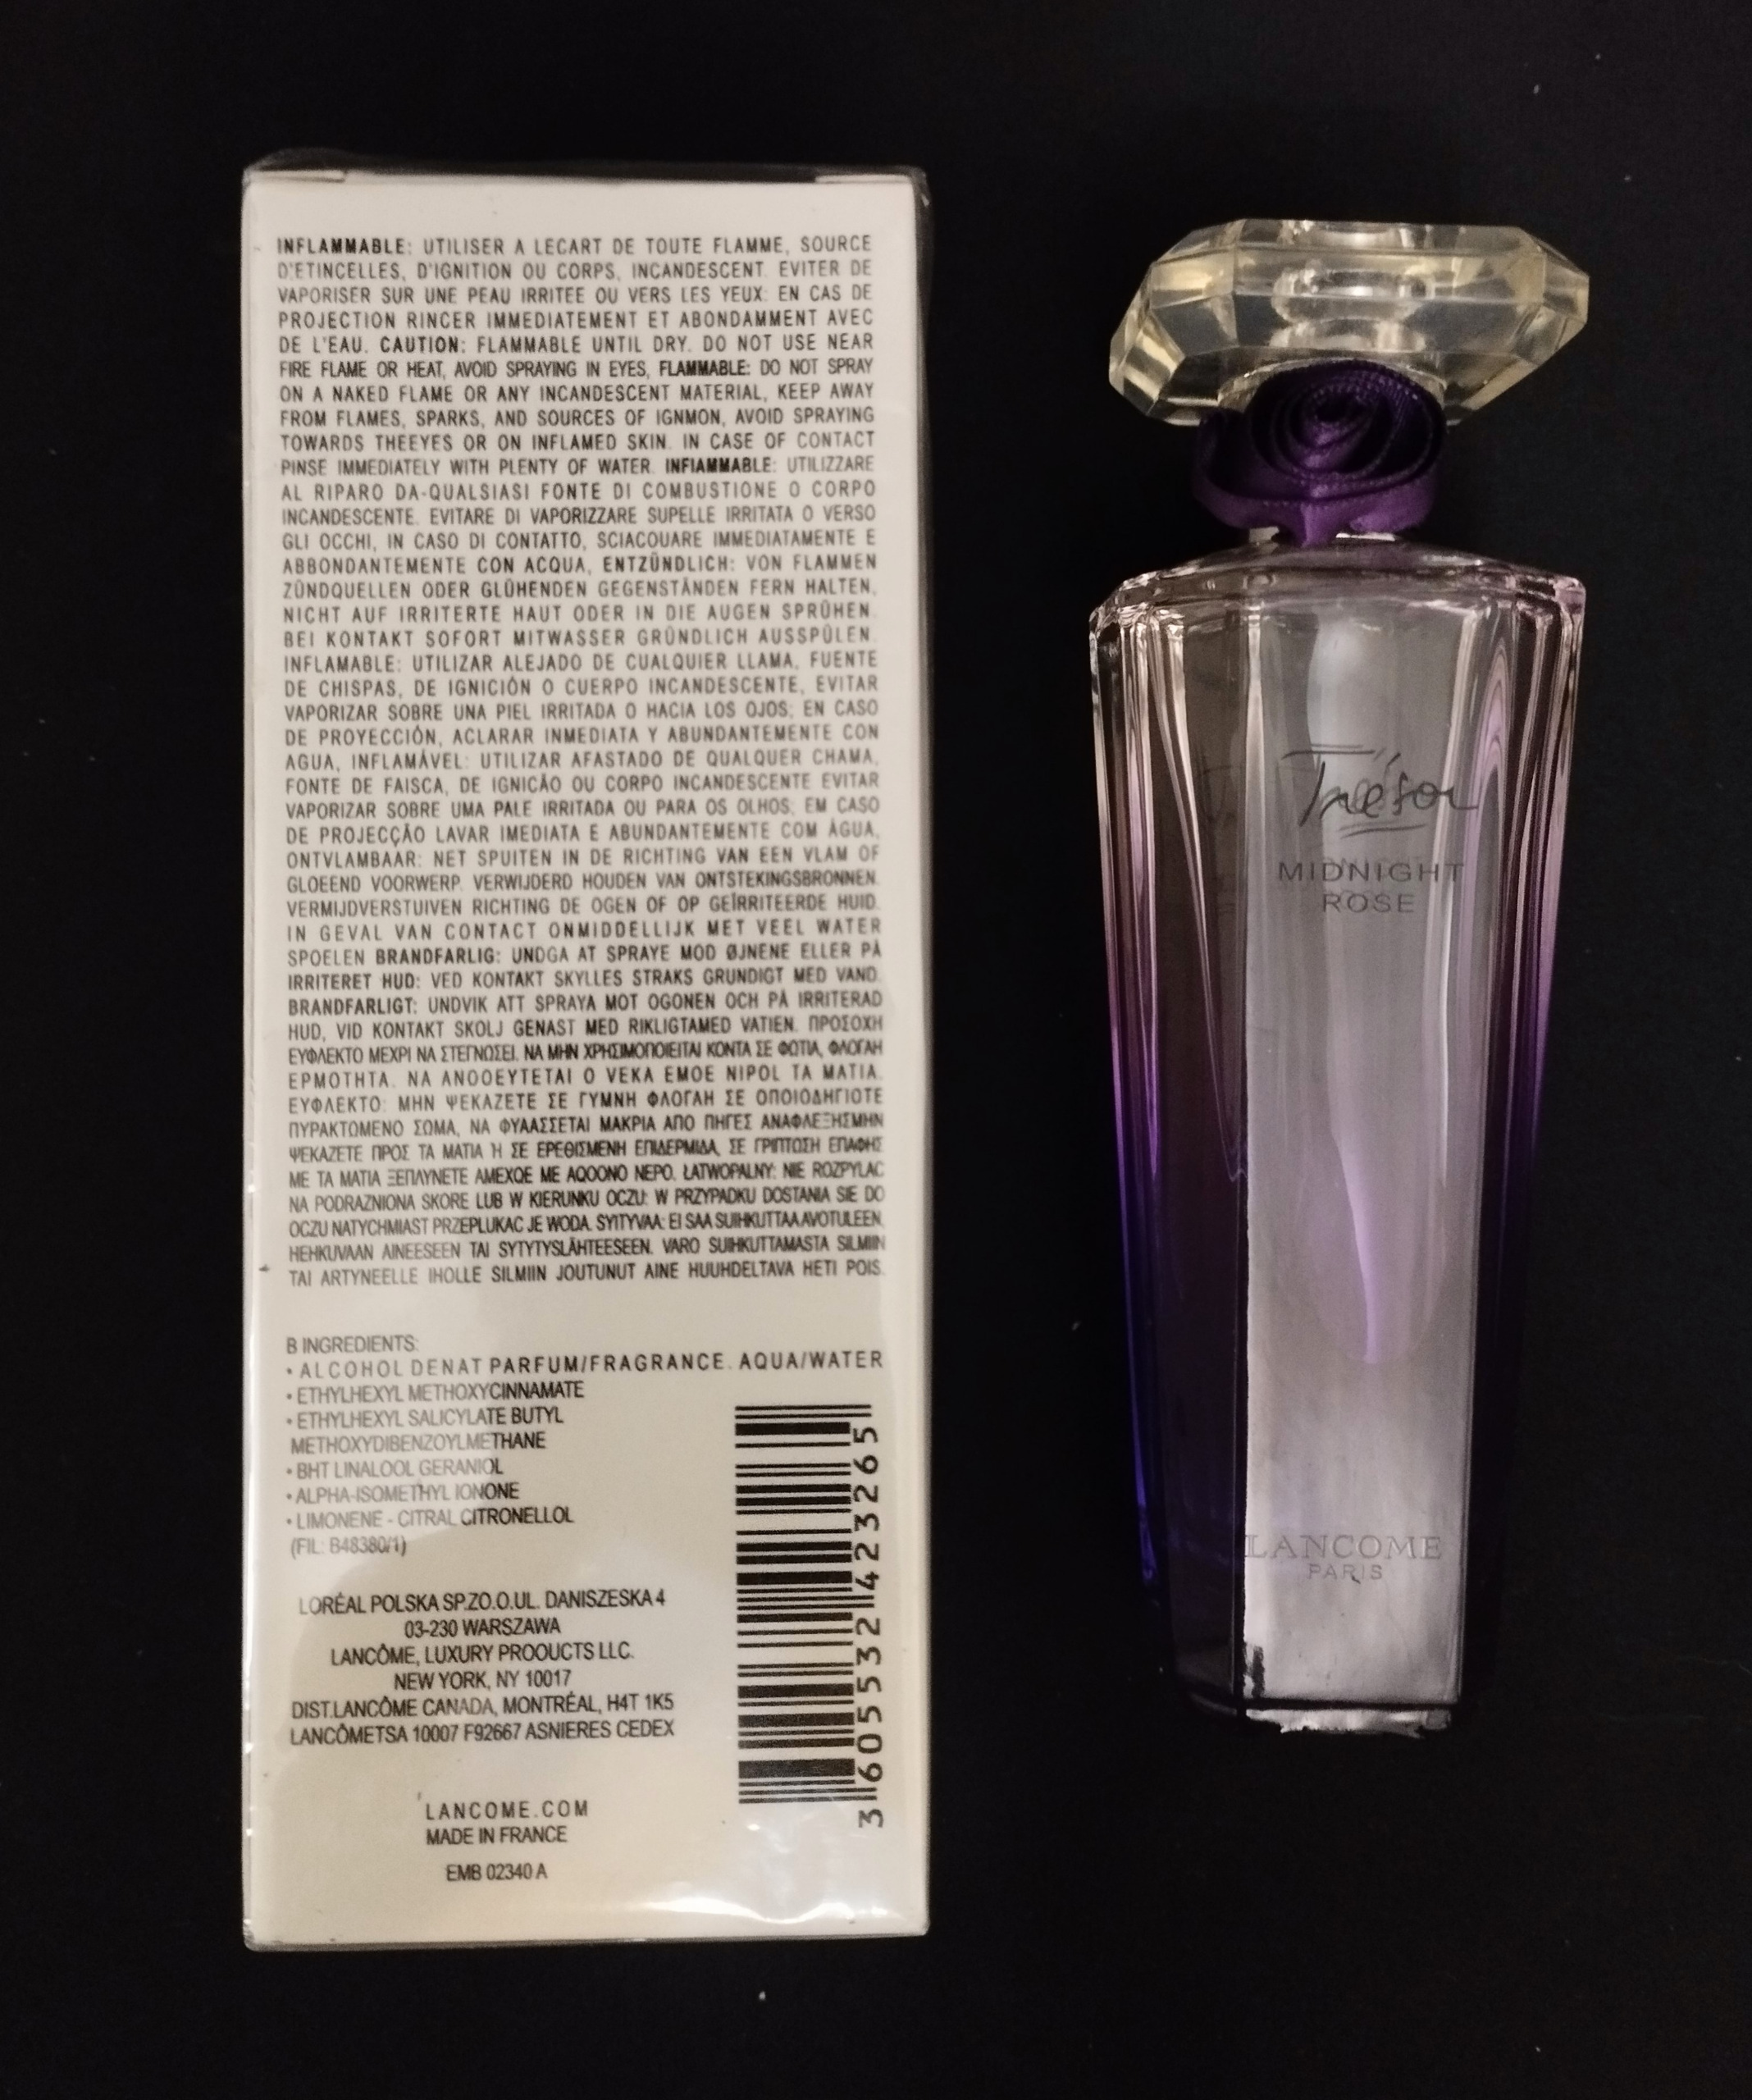 INFLAMMABLE: UTILISER A LECART DE TOUTE FLAMME, SOURCE
D'ETINCELLES, D'IGNITION OU CORPS, INCANDESCENT. EVITER DE
VAPORISER SUR UNE PEAU IRRITEE OU VERS LES YEUX: EN CAS DE
PROJECTION RINCER IMMEDIATEMENT ET ABONDAMMENT AVEC
DE L'EAU. CAUTION: FLAMMABLE UNTIL DRY. DO NOT USE NEAR
FIRE FLAME OR HEAT, AVOID SPRAYING IN EYES, FLAMMABLE: DO NOT SPRAY
ON A NAKED FLAME OR ANY INCANDESCENT MATERIAL, KEEP AWAY
FROM FLAMES, SPARKS, AND SOURCES OF IGNMON, AVOID SPRAYING
TOWARDS THEEYES OR ON INFLAMED SKIN. IN CASE OF CONTACT
PINSE IMMEDIATELY WITH PLENTY OF WATER. INFIAMMABLE: UTILIZZARE
AL RIPARO DA-QUALSIASI FONTE DI COMBUSTIONE O CORPO
INCANDESCENTE. EVITARE DI VAPORIZZARE SUPELLE IRRITATA O VERSO
GLI OCCHI, IN CASO DI CONTATTO, SCIACOUARE IMMEDIATAMENTE E
ABBONDANTEMENTE CON ACQUA, ENTZÜNDLICH: VON FLAMMEN
ZÜNDQUELLEN ODER GLÜHENDEN GEGENSTÄNDEN FERN HALTEN,
NICHT AUF IRRITERTE HAUT ODER IN DIE AUGEN SPRÜHEN.
BEI KONTAKT SOFORT MITWASSER GRÜNDLICH AUSSPÜLEN.
INFLAMABLE: UTILIZAR ALEJADO DE CUALQUIER LLAMA, FUENTE
DE CHISPAS, DE IGNICIÓN O CUERPO INCANDESCENTE, EVITAR
VAPORIZAR SOBRE UNA PIEL IRRITADA O HACIA LOS OJOS; EN CASO
DE PROYECCIÓN, ACLARAR INMEDIATA Y ABUNDANTEMENTE CON
AGUA, INFLAMÁVEL: UTILIZAR AFASTADO DE QUALQUER CHAMA,
FONTE DE FAISCA, DE IGNICÃO OU CORPO INCANDESCENTE EVITAR
VAPORIZAR SOBRE UMA PALE IRRITADA OU PARA OS OLHOS; EM CASO
DE PROJECÇÃO LAVAR IMEDIATA E ABUNDANTEMENTE COM ÁGUA,
ONTVLAMBAAR: NET SPUITEN IN DE RICHTING VAN EEN VLAM OF
GLOEEND VOORWERP. VERWIJDERD HOUDEN VAN ONTSTEKINGSBRONNEN.
VERMIJDVERSTUIVEN RICHTING DE OGEN OF OP GEÏRRITEERDE HUID.
IN GEVAL VAN CONTACT ONMIDDELLIJK MET VEEL WATER
SPOELEN BRANDFARLIG: UNDGA AT SPRAYE MOD ØJNENE ELLER PÅ
IRRITERET HUD: VED KONTAKT SKYLLES STRAKS GRUNDIGT MED VAND.
BRANDFARLIGT: UNDVIK ATT SPRAYA MOT OGONEN OCH PÅ IRRITERAD
HUD, VID KONTAKT SKOLJ GENAST MED RIKLIGTAMED VATIEN. ΠΡΟΣΟΧΗ
ΕΥΦΛΕΚΤΟ ΜΕΧΡΙ ΝΑ ΣΤΕΓΝΩΣΕΙ. ΝΑ ΜΗΝ ΧΡΗΣΙΜΟΠΟΙΕΙΤΑΙ ΚΟΝΤΑ ΣΕ ΦΩΤΙΑ, ΦΛΟΓΑΗ
ΕΡΜΟΤΗΤΑ. ΝΑ ΑΝΟΟΕΥΤΕΤΑΙ Ο VEKA EMOE NIPOL TA MATIA.
ΕΥΦΛΕΚΤΟ: ΜΗΝ ΨΕΚΑΖΕΤΕ ΣΕ ΓΥΜΝΗ ΦΛΟΓΑΗ ΣΕ ΟΠΟΙΟΔΗΓΙΟΤΕ
ΠΥΡΑΚΤΩΜΕΝΟ ΣΩΜΑ, ΝΑ ΦΥΑΑΣΣΕΤΑΙ ΜΑΚΡΙΑ ΑΠΟ ΠΗΓΕΣ ΑΝΑΦΛΕΞΗΣΜΗΝ
ΨΕΚΑΖΕΤΕ ΠΡΟΣ ΤΑ ΜΑΤΙΑ Ή ΣΕ ΕΡΕΘΙΣΜΕΝΗ ΕΠΙΔΕΡΜΙΔΑ, ΣΕ ΓΡΙΠΤΩΣΗ ΕΠΑΦΗΣ
ΜΕ ΤΑ ΜΑΤΙΑ ΞΕΠΛΥΝΕΤΕ ΑΜΕΧQΕ ΜΕ AQOONO ΝΕΡΟ. ŁATWOPALNY: NIE ROZPYLAC
NA PODRAZNIONA SKORE LUB W KIERUNKU OCZU: W PRZYPADKU DOSTANIA SIE DO
OCZU NATYCHMIAST PRZEPLUKAC JE WODA. SYITYVAA: EI SAA SUIHKUTTAAAVOTULEEN,
HEHKUVAAN AINEESEEN TAI SYTYTYSLÄHTEESEEN. VARO SUIHKUTTAMASTA SILMIIN
TAI ARTYNEELLE IHOLLE SILMIIN JOUTUNUT AINE HUUHDELTAVA HETI POIS.
B INGREDIENTS:
• ALCOHOL DENAT PARFUM/FRAGRANCE. AQUA/WATER
• ETHYLHEXYL METHOXYCINNAMATE
• ETHYLHEXYL SALICYLATE BUTYL
METHOXYDIBENZOYLMETHANE
• BHT LINALOOL GERANIOL
• ALPHA-ISOMETHYL IONONE
• LIMONENE - CITRAL CITRONELLOL
(FIL: B48380/1)
LORÉAL POLSKA SP.ZO.O.UL. DANISZESKA 4
03-230 WARSZAWA
LANCÔME, LUXURY PROOUCTS LLC.
NEW YORK, NY 10017
DIST.LANCÔME CANADA, MONTRÉAL, H4T 1K5
LANCÔMETSA 10007 F92667 ASNIERES CEDEX
LANCOME.COM
MADE IN FRANCE
EMB 02340 A
3 605532 423265
Trésor
MIDNIGHT
ROSE
LANCOME
PARIS